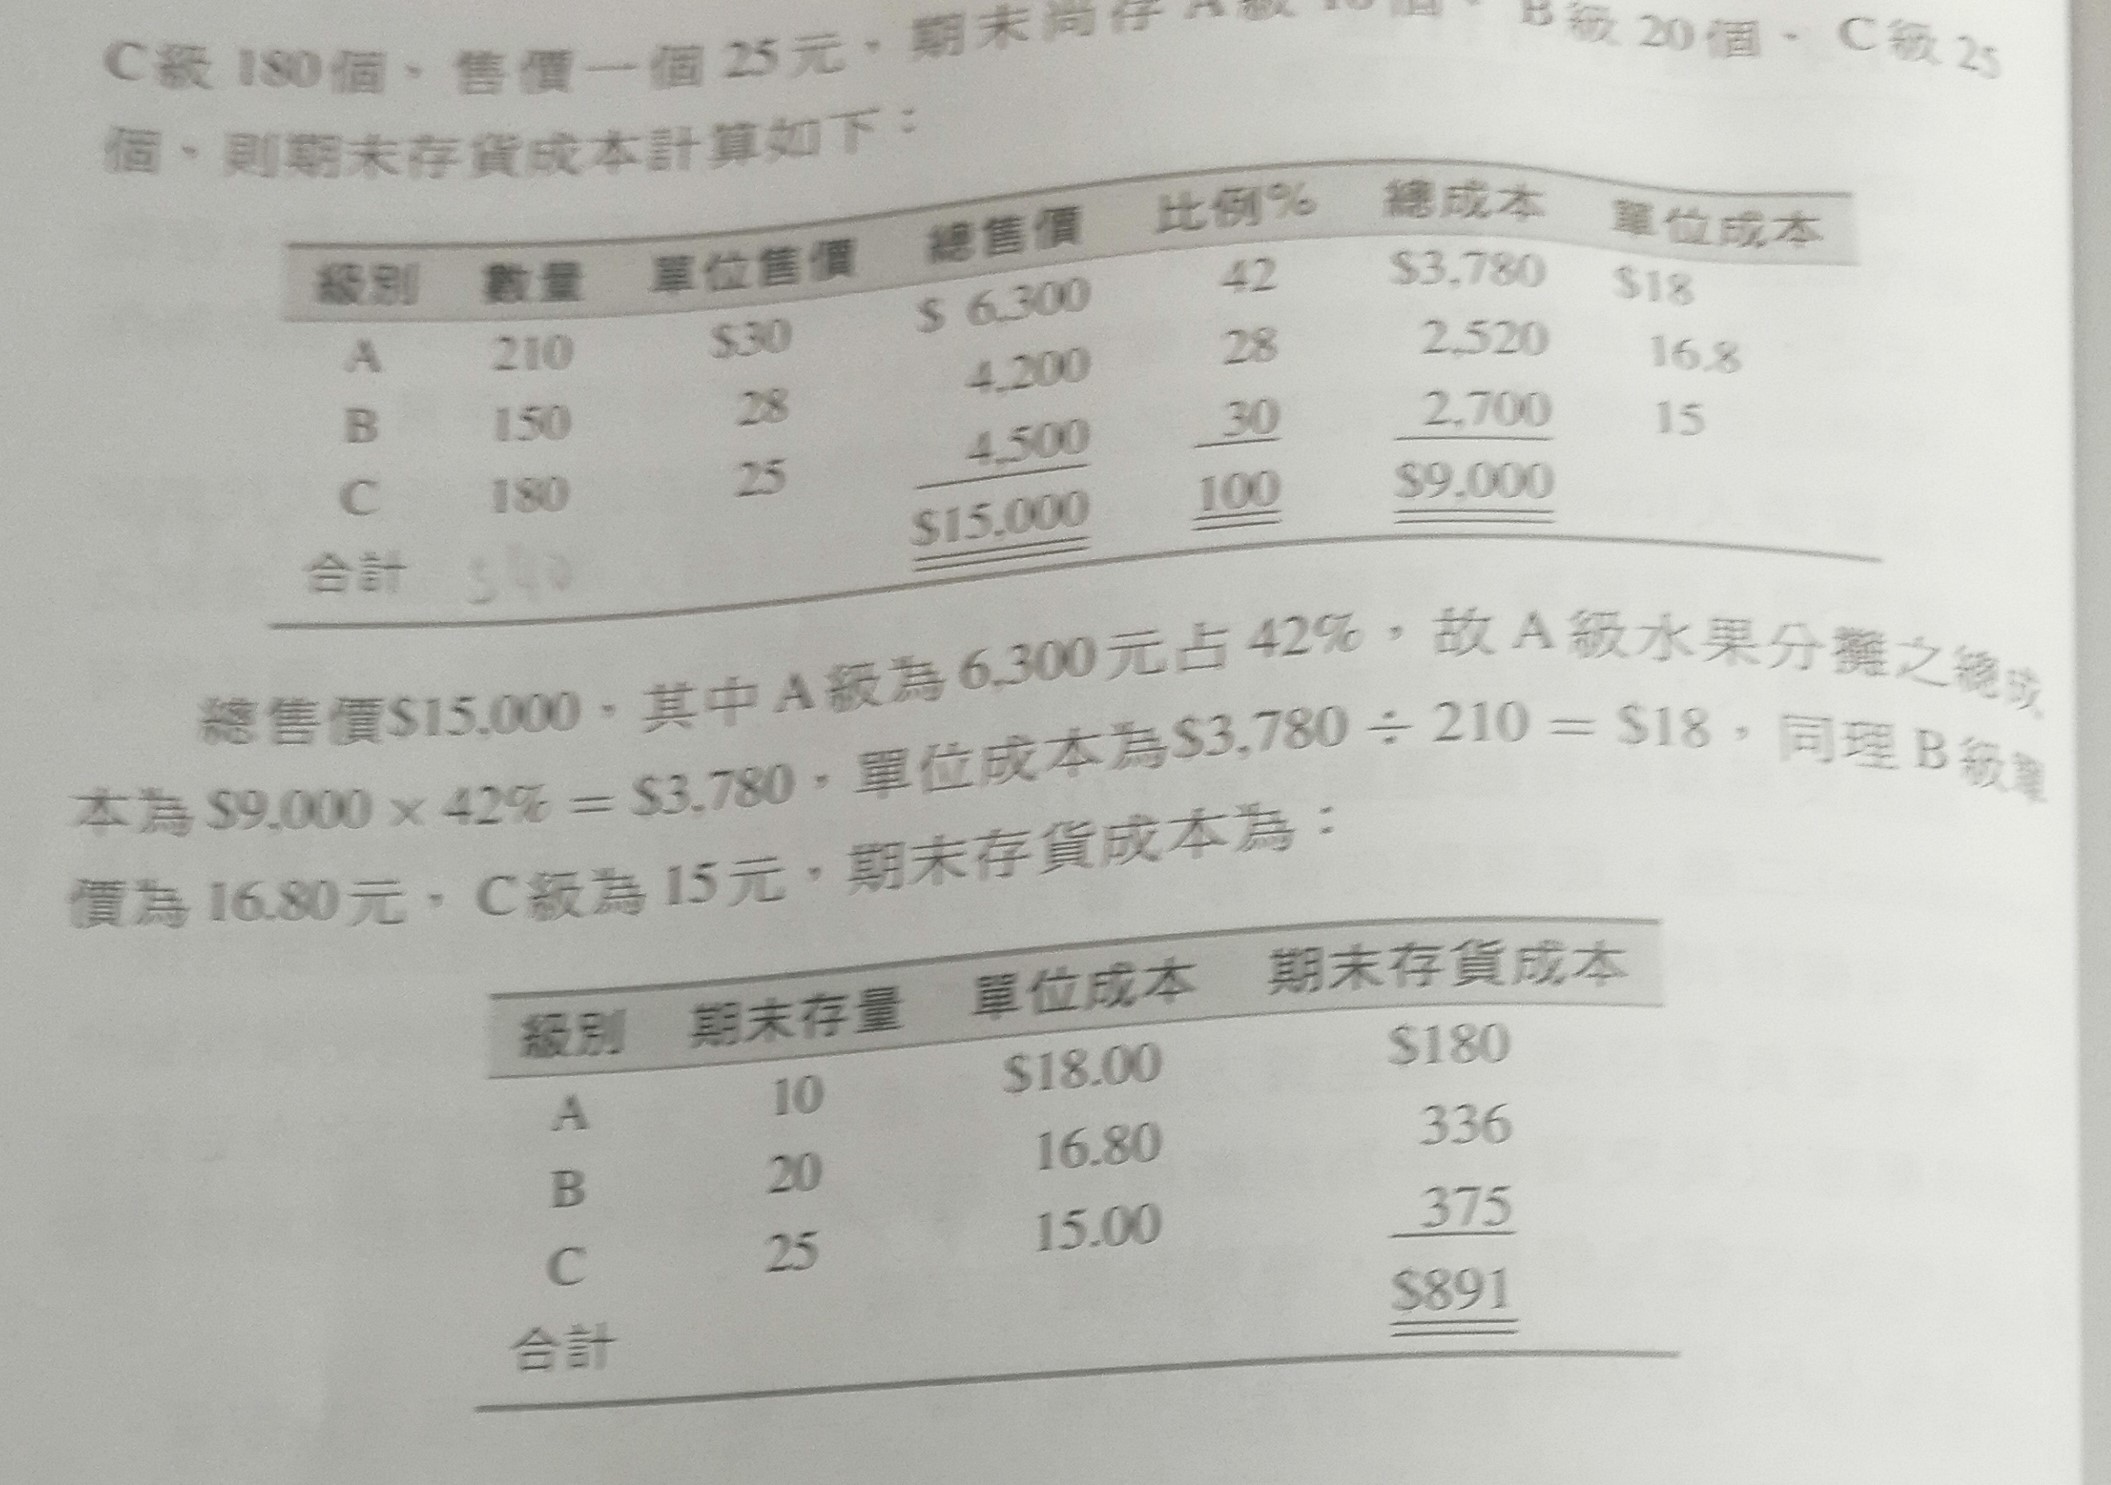 C級 180個、售價一個 25元，期末尚存 A級 10個、B級 20個、C級 25
個，則期末存貨成本計算如下：
級別 數量 單位售價 總售價 比例% 總成本 單位成本
A 210 $30 $ 6,300 42 $3,780 $18
B 150 28 4,200 28 2,520 16.8
C 180 25 4,500 30 2,700 15
合計 540 $15,000 100 $9,000
總售價$15,000，其中 A級為 6,300元占 42%，故 A級水果分攤之總成
本為 $9,000 × 42% = $3,780，單位成本為$3,780 ÷ 210 = $18，同理 B級單
價為 16.80元，C級為 15元，期末存貨成本為：
級別 期末存量 單位成本 期末存貨成本
A 10 $18.00 $180
B 20 16.80 336
C 25 15.00 375
合計 $891